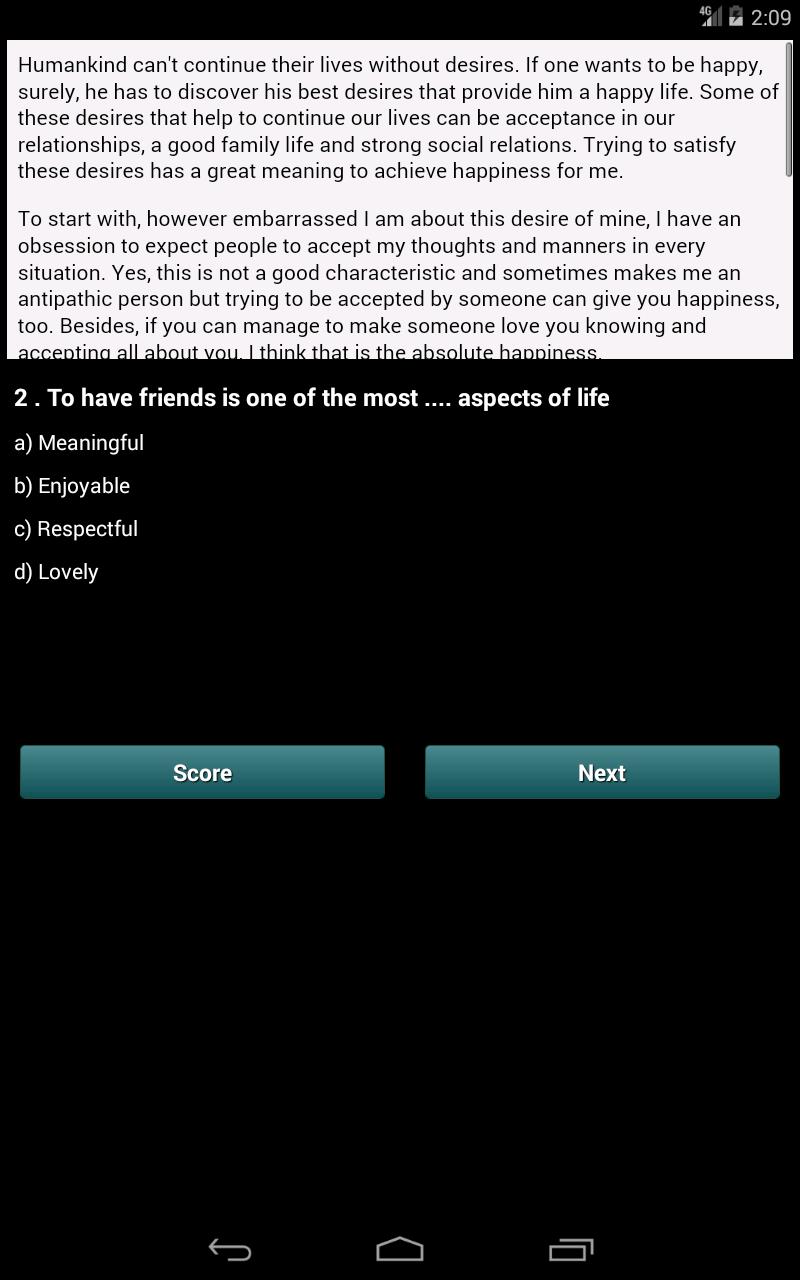 4G 2:09
Humankind can't continue their lives without desires. If one wants to be happy,
surely, he has to discover his best desires that provide him a happy life. Some of
these desires that help to continue our lives can be acceptance in our
relationships, a good family life and strong social relations. Trying to satisfy
these desires has a great meaning to achieve happiness for me.
To start with, however embarrassed I am about this desire of mine, I have an
obsession to expect people to accept my thoughts and manners in every
situation. Yes, this is not a good characteristic and sometimes makes me an
antipathic person but trying to be accepted by someone can give you happiness,
too. Besides, if you can manage to make someone love you knowing and
accepting all about you, I think that is the absolute happiness.
2 . To have friends is one of the most .... aspects of life
a) Meaningful
b) Enjoyable
c) Respectful
d) Lovely
Score Next